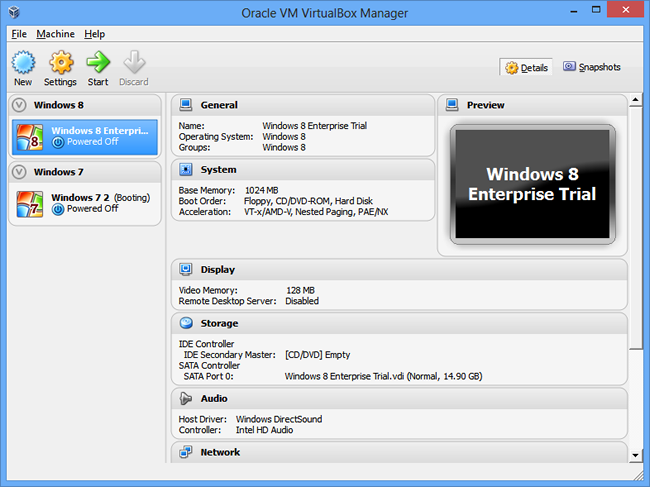 Oracle VM VirtualBox Manager
File Machine Help
New Settings Start Discard
Details Snapshots
Windows 8
Windows 8 Enterpri...
Powered Off
Windows 7
Windows 7 2 (Booting)
Powered Off
General
Name: Windows 8 Enterprise Trial
Operating System: Windows 8
Groups: Windows 8
System
Base Memory: 1024 MB
Boot Order: Floppy, CD/DVD-ROM, Hard Disk
Acceleration: VT-x/AMD-V, Nested Paging, PAE/NX
Preview
Windows 8
Enterprise Trial
Display
Video Memory: 128 MB
Remote Desktop Server: Disabled
Storage
IDE Controller
IDE Secondary Master: [CD/DVD] Empty
SATA Controller
SATA Port 0: Windows 8 Enterprise Trial.vdi (Normal, 14.90 GB)
Audio
Host Driver: Windows DirectSound
Controller: Intel HD Audio
Network